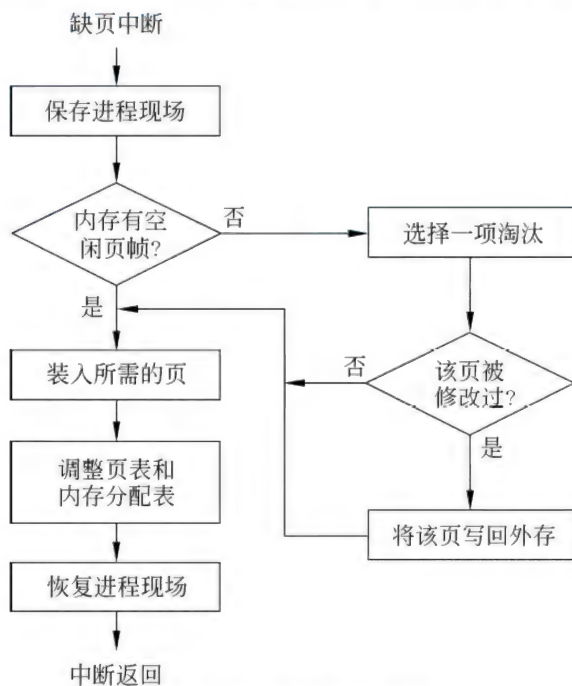 缺页中断
保存进程现场
内存有空
闲页帧?
否
选择一项淘汰
是
该页被
修改过?
否
是
装入所需的页
调整页表和
内存分配表
将该页写回外存
恢复进程现场
中断返回